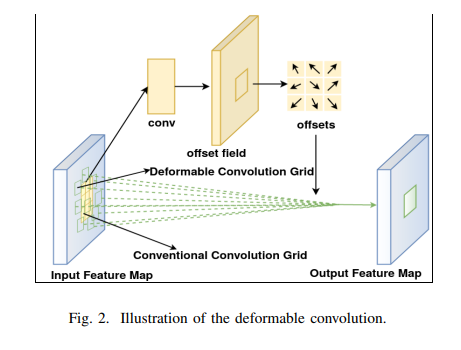 conv
offsets
offset field
Deformable Convolution Grid
Conventional Convolution Grid
Input Feature Map
Output Feature Map
Fig. 2. Illustration of the deformable convolution.